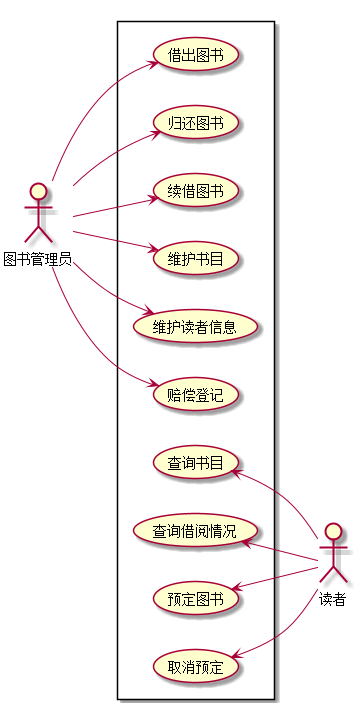 借出图书
归还图书
续借图书
图书管理员
维护书目
维护读者信息
赔偿登记
查询书目
查询借阅情况
预定图书
读者
取消预定